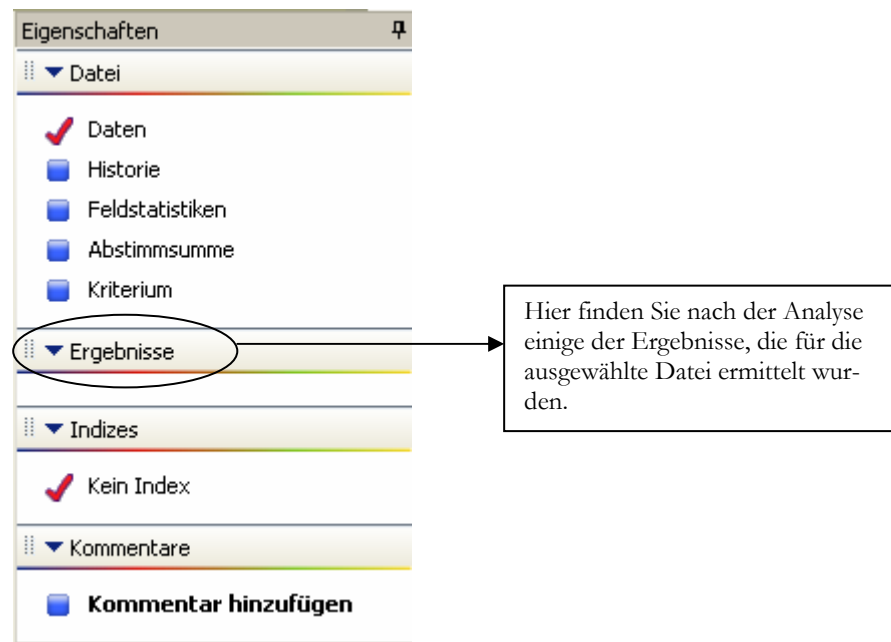 Eigenschaften
Datei
Daten
Historie
Feldstatistiken
Abstimmsumme
Kriterium
Ergebnisse
Hier finden Sie nach der Analyse
einige der Ergebnisse, die für die
ausgewählte Datei ermittelt wur-
den.
Indizes
Kein Index
Kommentare
Kommentar hinzufügen